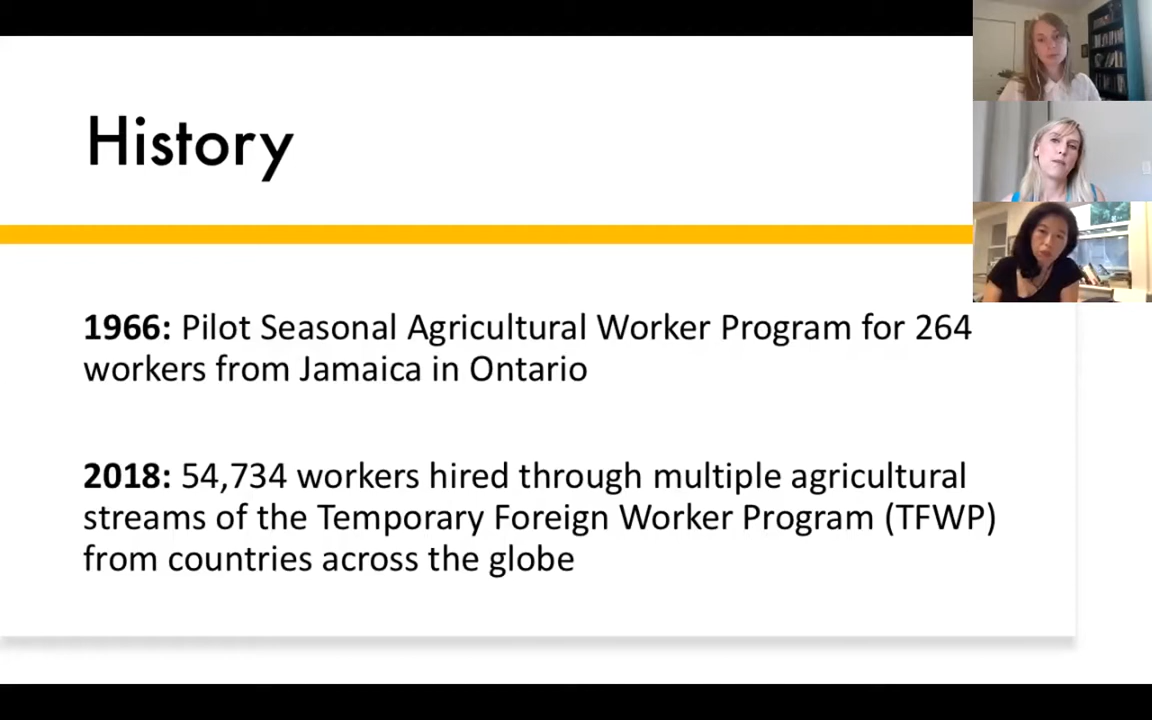 History
1966: Pilot Seasonal Agricultural Worker Program for 264
workers from Jamaica in Ontario
2018: 54,734 workers hired through multiple agricultural
streams of the Temporary Foreign Worker Program (TFWP)
from countries across the globe